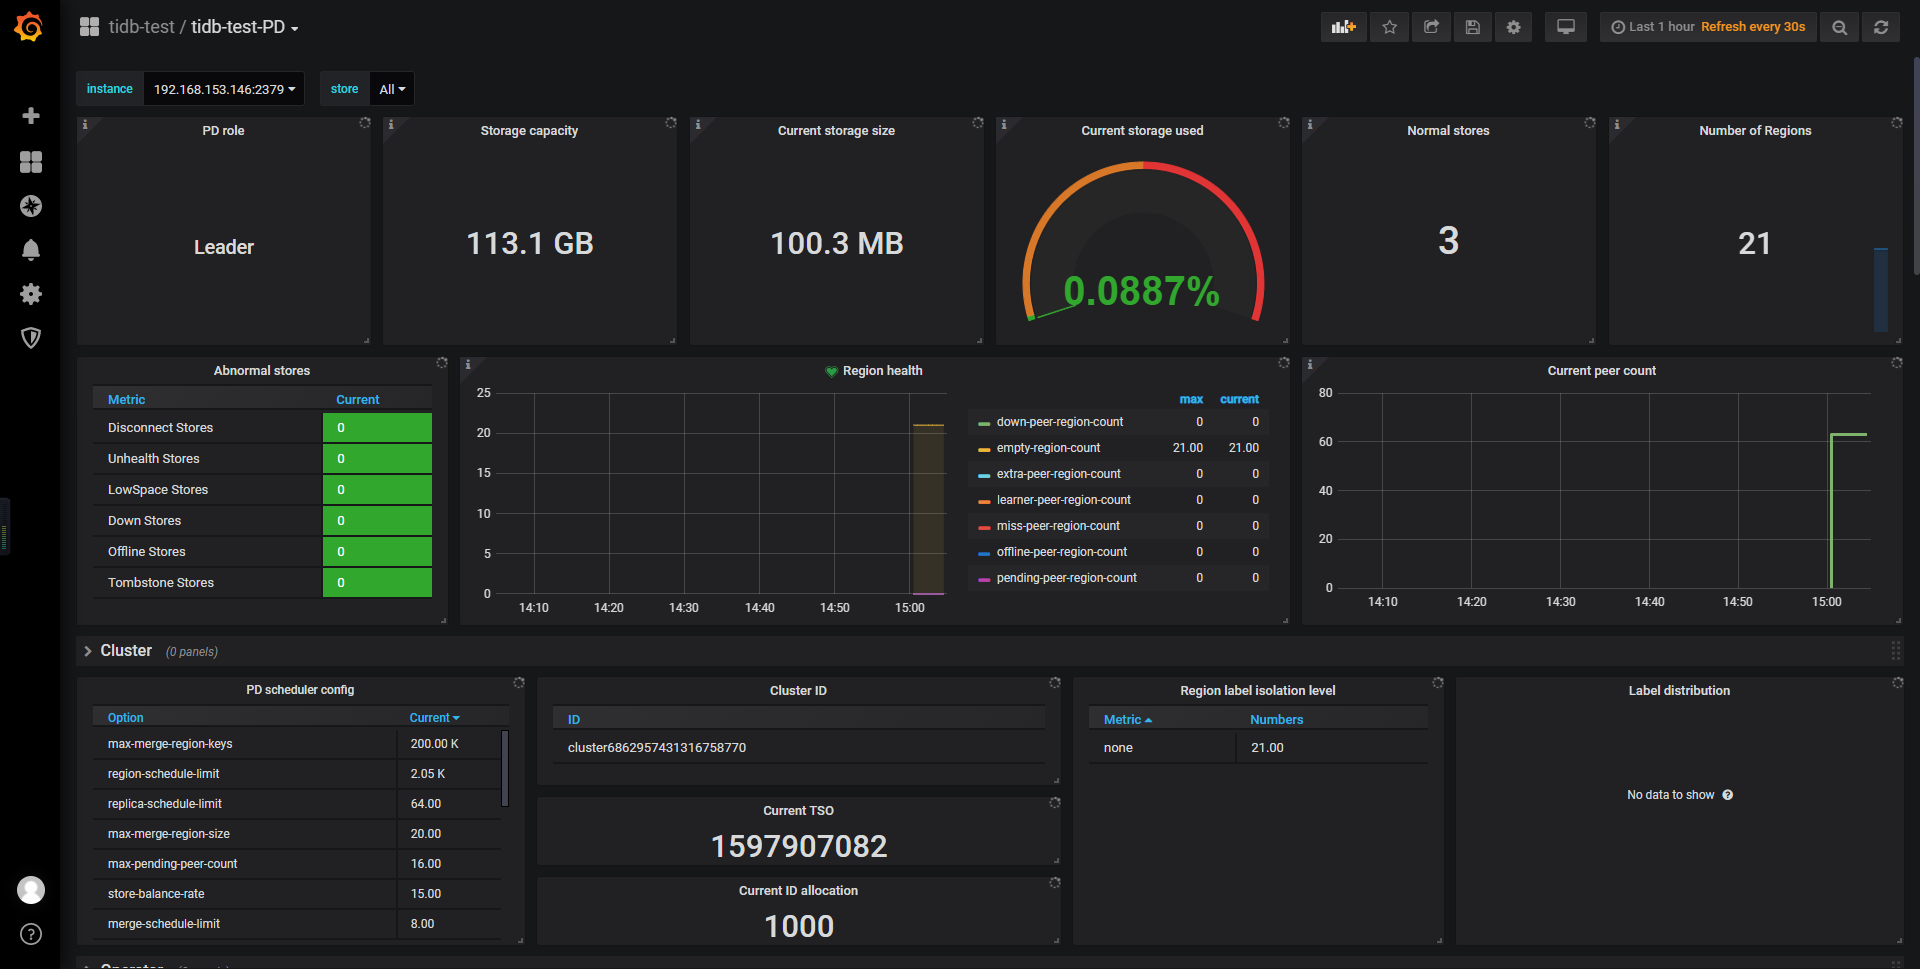 tidb-test / tidb-test-PD
Last 1 hour Refresh every 30s
instance 192.168.153.146:2379 store All
PD role
Leader
Storage capacity
113.1 GB
Current storage size
100.3 MB
Current storage used
0.0887%
Normal stores
3
Number of Regions
21
Abnormal stores
Metric Current
Disconnect Stores 0
Unhealth Stores 0
LowSpace Stores 0
Down Stores 0
Offline Stores 0
Tombstone Stores 0
Region health
25
20
15
10
5
0
14:10 14:20 14:30 14:40 14:50 15:00
max current
down-peer-region-count 0 0
empty-region-count 21.00 21.00
extra-peer-region-count 0 0
learner-peer-region-count 0 0
miss-peer-region-count 0 0
offline-peer-region-count 0 0
pending-peer-region-count 0 0
Current peer count
80
60
40
20
0
14:10 14:20 14:30 14:40 14:50 15:00
Cluster (0 panels)
PD scheduler config
Option Current
max-merge-region-keys 200.00 K
region-schedule-limit 2.05 K
replica-schedule-limit 64.00
max-merge-region-size 20.00
max-pending-peer-count 16.00
store-balance-rate 15.00
merge-schedule-limit 8.00
Cluster ID
ID
cluster6862957431316758770
Current TSO
1597907082
Current ID allocation
1000
Region label isolation level
Metric Numbers
none 21.00
Label distribution
No data to show